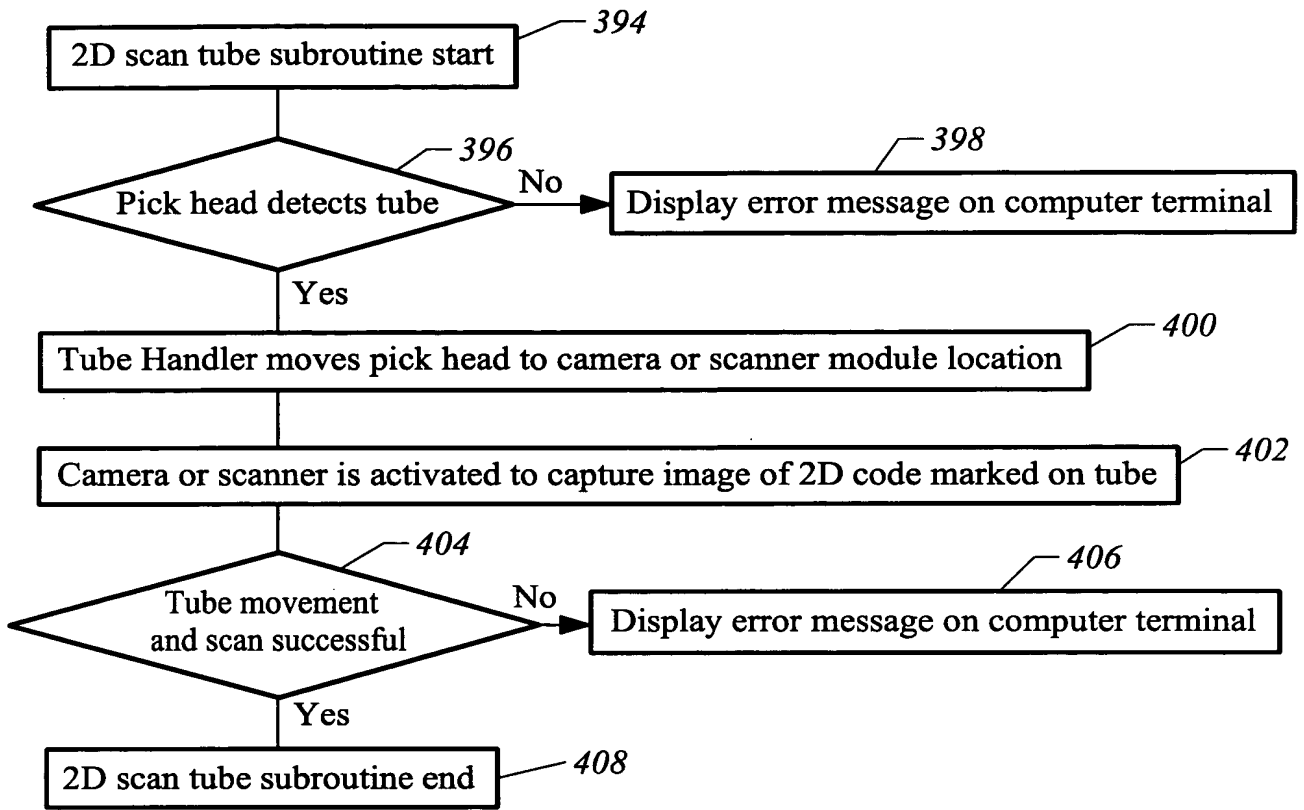 394
2D scan tube subroutine start
396
Pick head detects tube
No
398
Display error message on computer terminal
Yes
400
Tube Handler moves pick head to camera or scanner module location
402
Camera or scanner is activated to capture image of 2D code marked on tube
404
Tube movement
and scan successful
No
406
Display error message on computer terminal
Yes
408
2D scan tube subroutine end